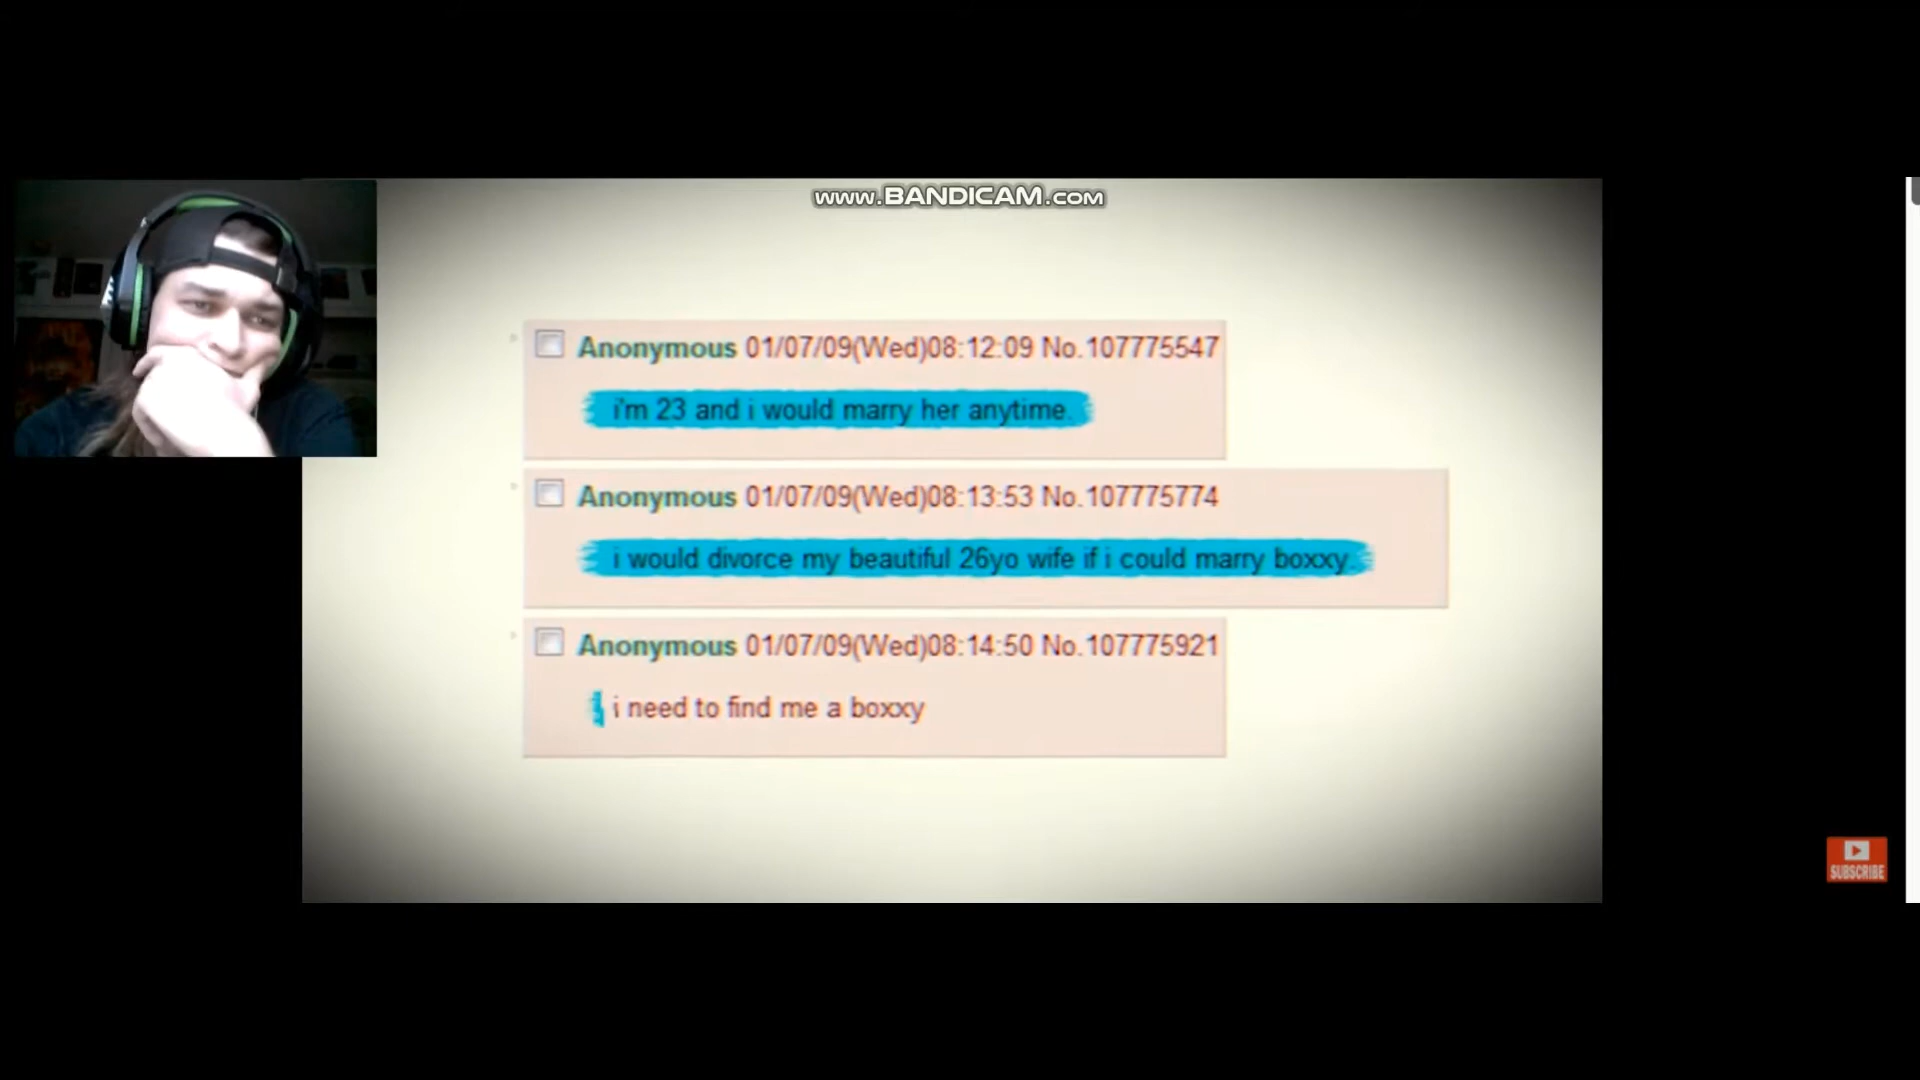 www.BANDICAM.com
Anonymous 01/07/09(Wed)08:12:09 No.107775547
i'm 23 and i would marry her anytime.
Anonymous 01/07/09(Wed)08:13:53 No.107775774
i would divorce my beautiful 26yo wife if i could marry boxxy.
Anonymous 01/07/09(Wed)08:14:50 No.107775921
i need to find me a boxxy
SUBSCRIBE